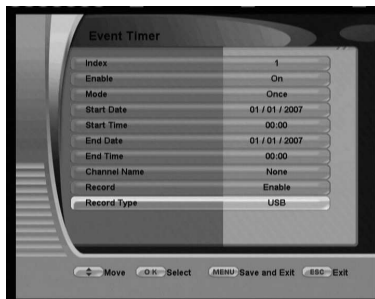 Event Timer
Index 1
Enable On
Mode Once
Start Date 01 / 01 / 2007
Start Time 00:00
End Date 01 / 01 / 2007
End Time 00:00
Channel Name None
Record Enable
Record Type USB
Move OK Select MENU Save and Exit ESC Exit